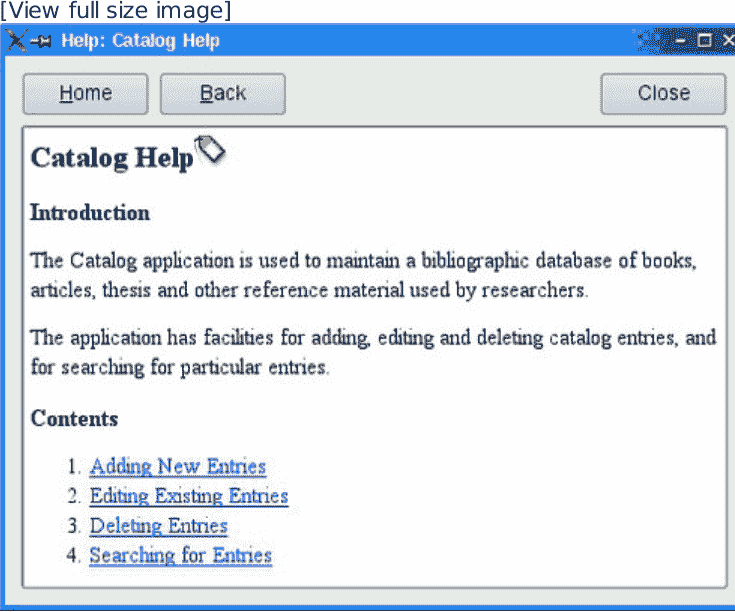 [View full size image]
Help: Catalog Help
Home Back Close
Catalog Help
Introduction
The Catalog application is used to maintain a bibliographic database of books,
articles, thesis and other reference material used by researchers.
The application has facilities for adding, editing and deleting catalog entries, and
for searching for particular entries.
Contents
1. Adding New Entries
2. Editing Existing Entries
3. Deleting Entries
4. Searching for Entries